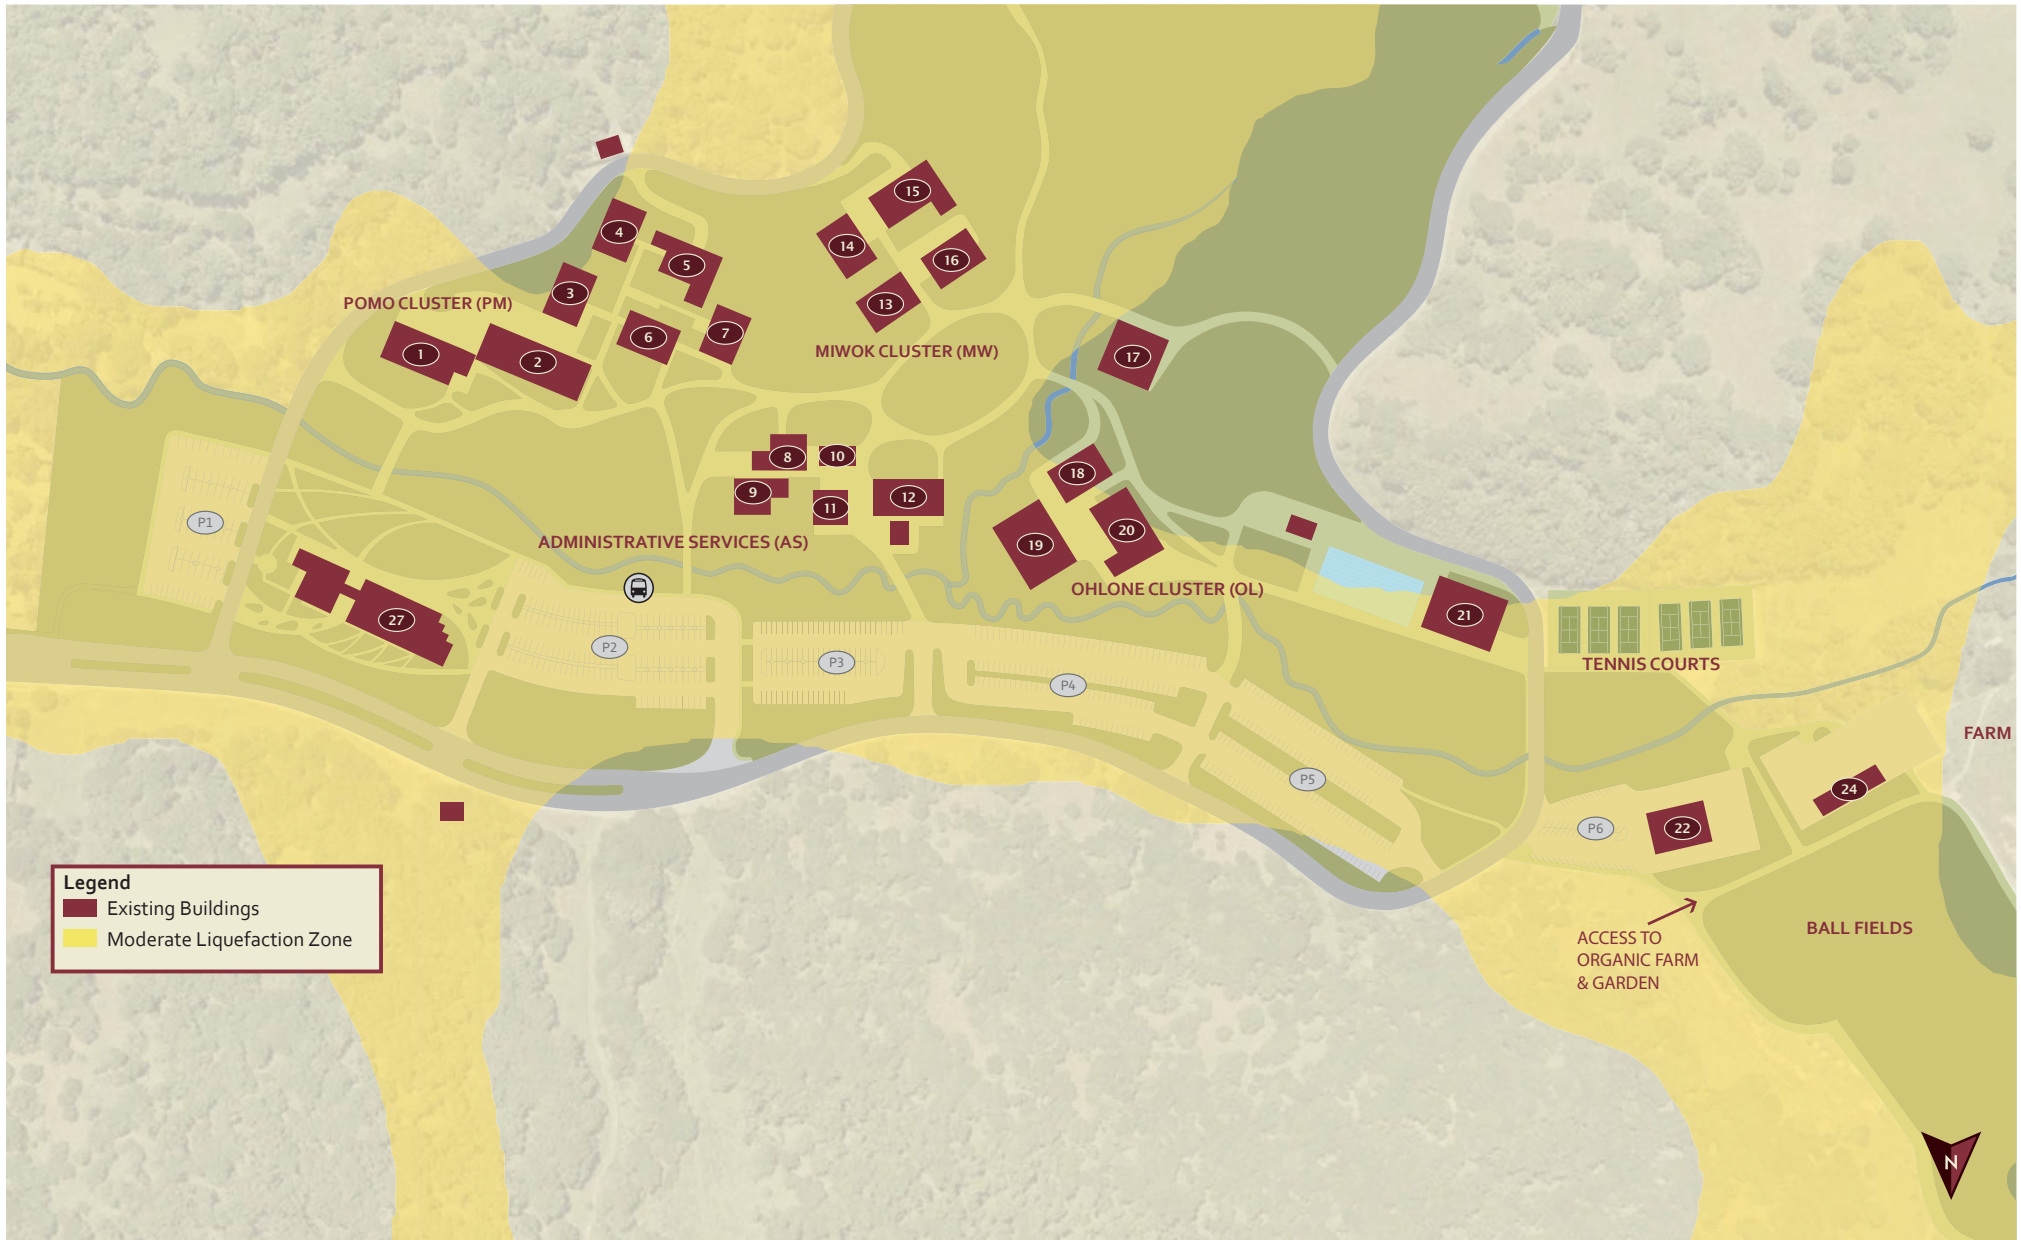 15
4
14
5
16
3
POMO CLUSTER (PM)
13
7
6
MIWOK CLUSTER (MW)
1
2
17
8
10
18
9
12
11
P1
20
ADMINISTRATIVE SERVICES (AS)
19
OHLONE CLUSTER (OL)
21
27
P2
P3
TENNIS COURTS
P4
FARM
P5
24
P6
22
Legend
Existing Buildings
Moderate Liquefaction Zone
BALL FIELDS
ACCESS TO
ORGANIC FARM
& GARDEN
N